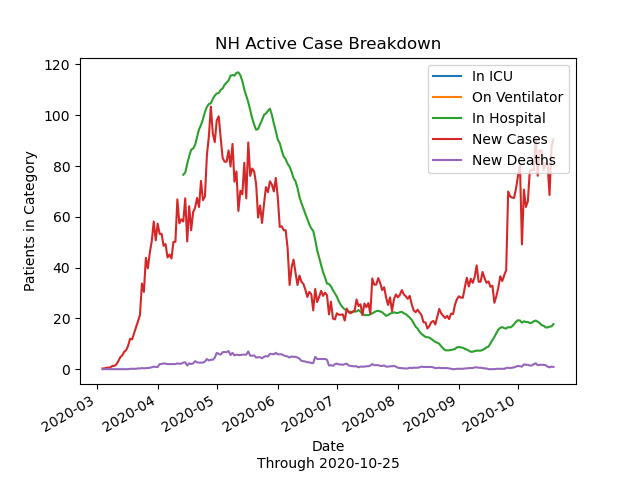 NH Active Case Breakdown
In ICU
On Ventilator
In Hospital
New Cases
New Deaths
Patients in Category
120
100
80
60
40
20
0
2020-03
2020-04
2020-05
2020-06
2020-07
2020-08
2020-09
2020-10
Date
Through 2020-10-25